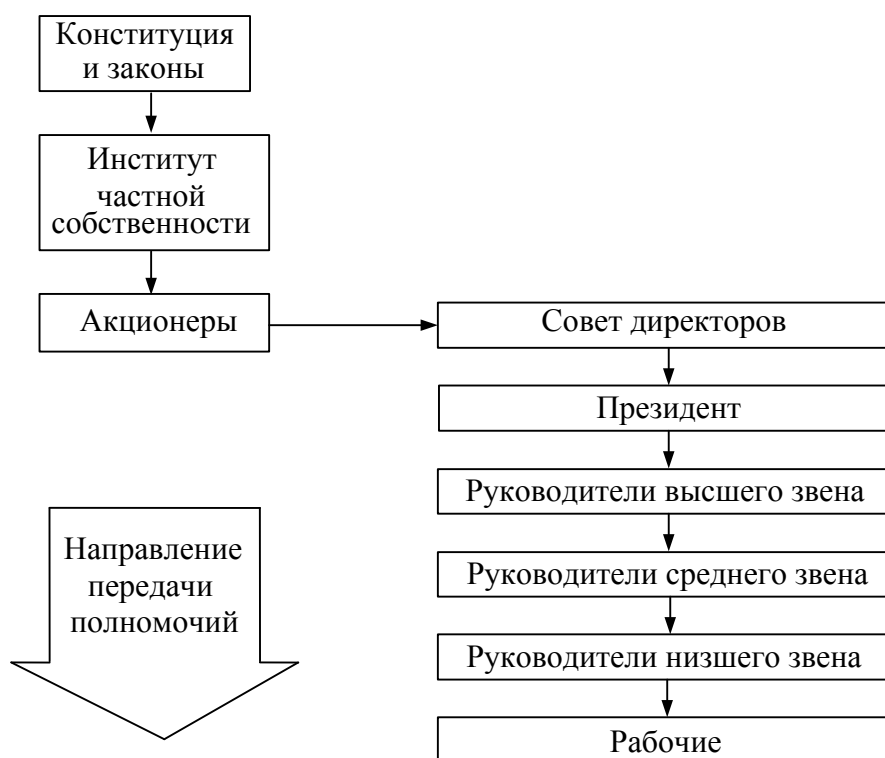 Конституция
и законы
Институт
частной
собственности
Акционеры
Совет директоров
Президент
Руководители высшего звена
Руководители среднего звена
Руководители низшего звена
Рабочие
Направление
передачи
полномочий